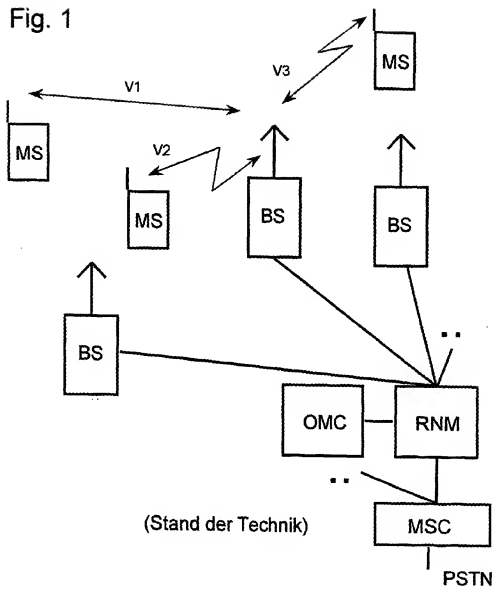 Fig. 1
MS
V3
V1
MS
V2
MS
BS
BS
BS
OMC
RNM
(Stand der Technik)
MSC
PSTN